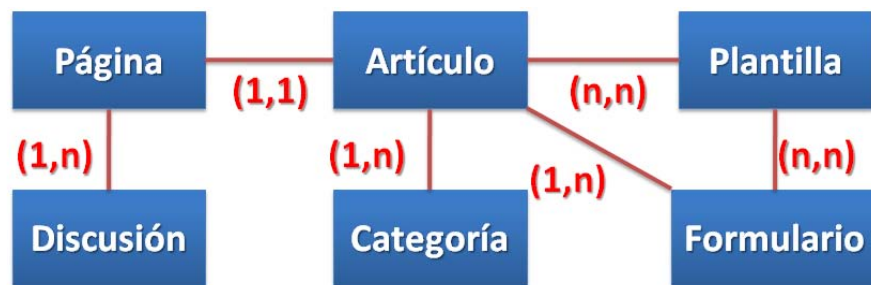 Página
Artículo
Plantilla
(1,1)
(n,n)
(1,n)
(1,n)
(1,n)
(n,n)
Discusión
Categoría
Formulario